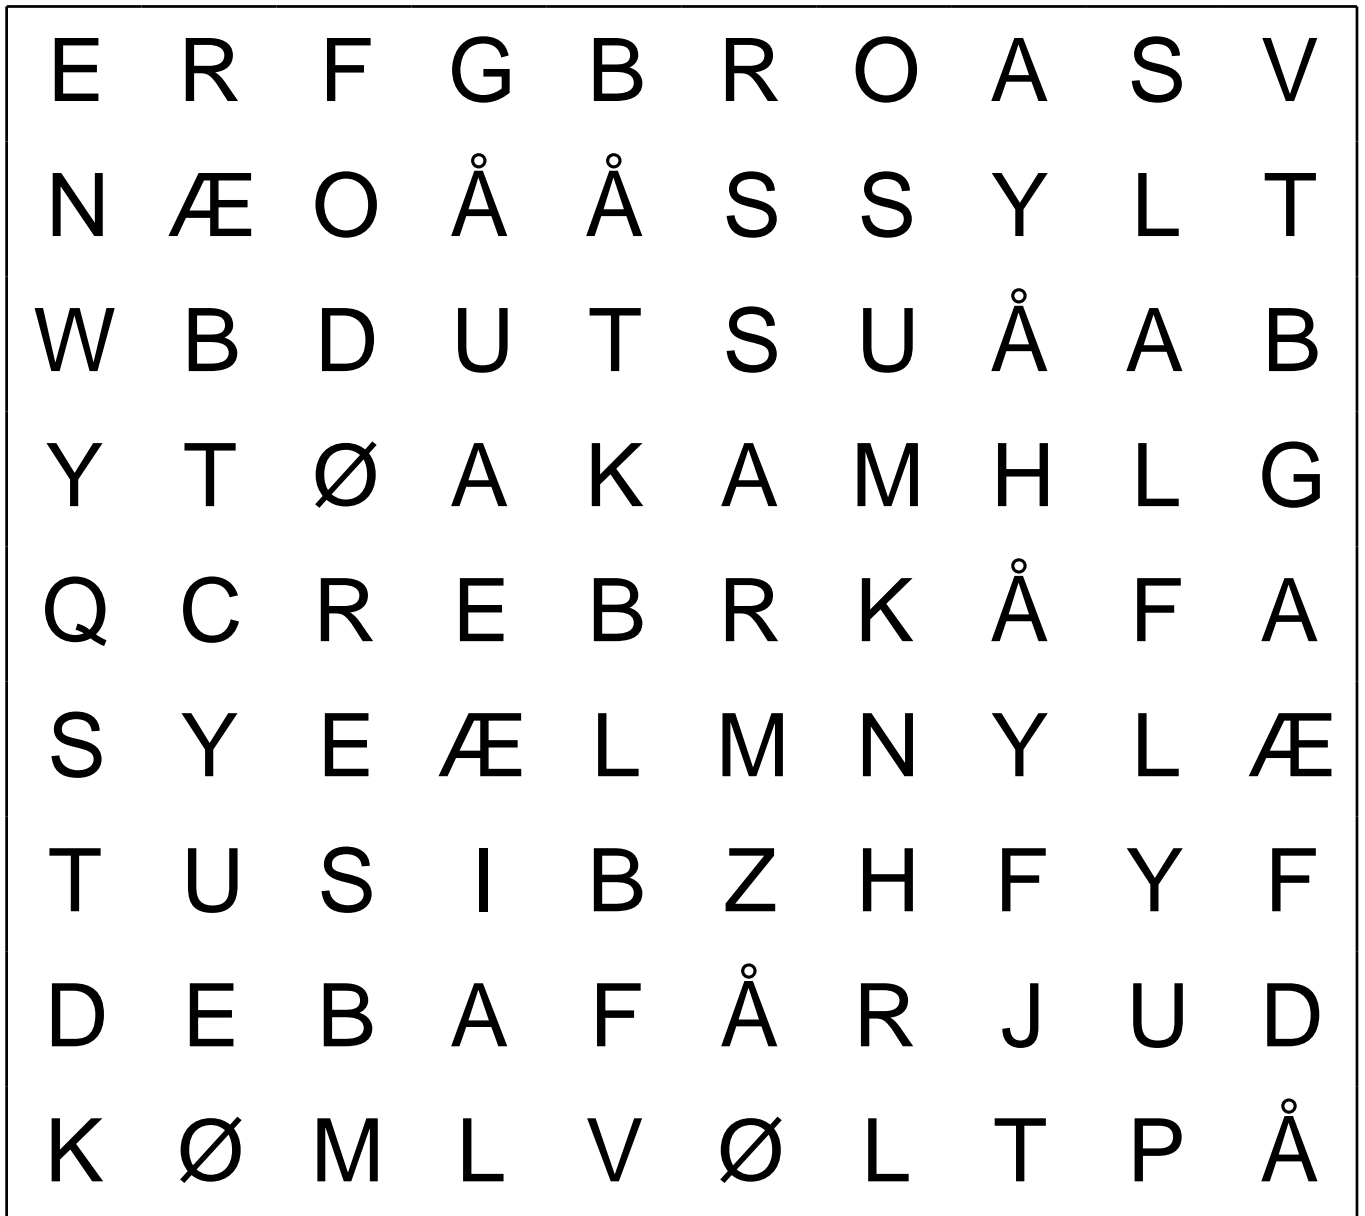 E R F G B R O A S V
N Æ O Å Å S S Y L T
W B D U T S U Å A B
Y T Ø A K A M H L G
Q C R E B R K Å F A
S Y E Æ L M N Y L Æ
T U S I B Z H F Y F
D E B A F Å R J U D
K Ø M L V Ø L T P Å